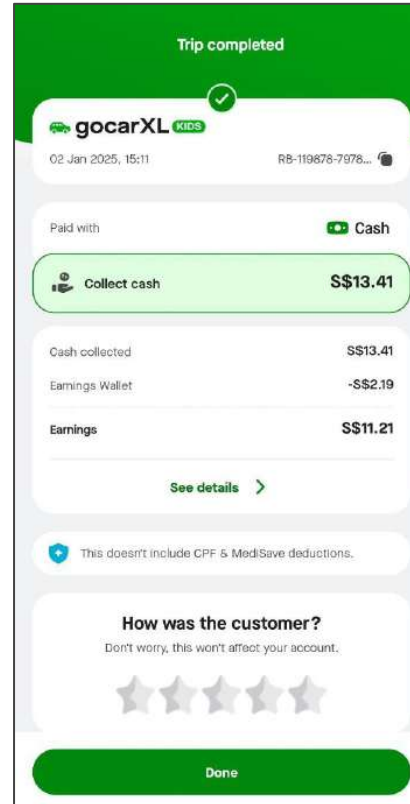 Trip completed
gocarXL KIDS
02 Jan 2025, 15:11 RB-119878-7978...
Paid with Cash
Collect cash S$13.41
Cash collected S$13.41
Earnings Wallet -S$2.19
Earnings S$11.21
See details
This doesn't include CPF & MediSave deductions.
How was the customer?
Don't worry, this won't affect your account.
Done